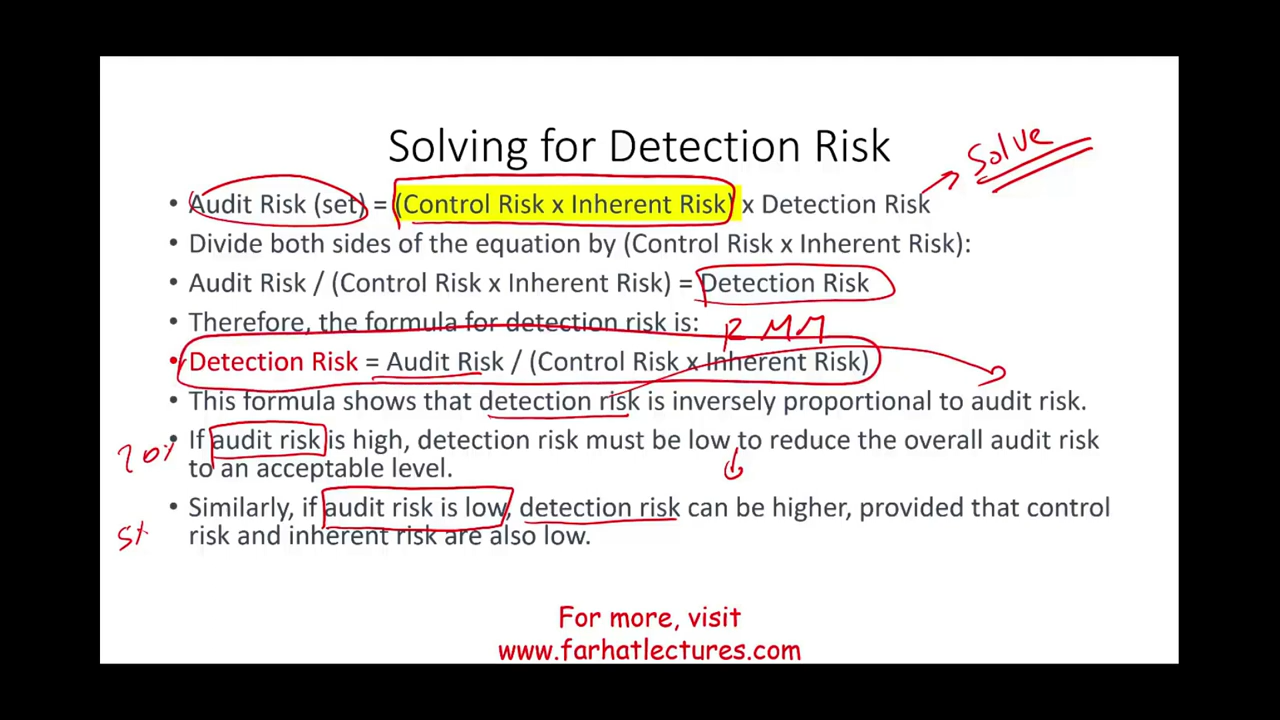 Solving for Detection Risk
Solve
• Audit Risk (set) = (Control Risk x Inherent Risk) x Detection Risk
• Divide both sides of the equation by (Control Risk x Inherent Risk):
• Audit Risk / (Control Risk x Inherent Risk) = Detection Risk
• Therefore, the formula for detection risk is:
RMM
• Detection Risk = Audit Risk / (Control Risk x Inherent Risk)
• This formula shows that detection risk is inversely proportional to audit risk.
• If audit risk is high, detection risk must be low to reduce the overall audit risk
20%
to an acceptable level.
• Similarly, if audit risk is low, detection risk can be higher, provided that control
5%
risk and inherent risk are also low.
For more, visit
www.farhatlectures.com